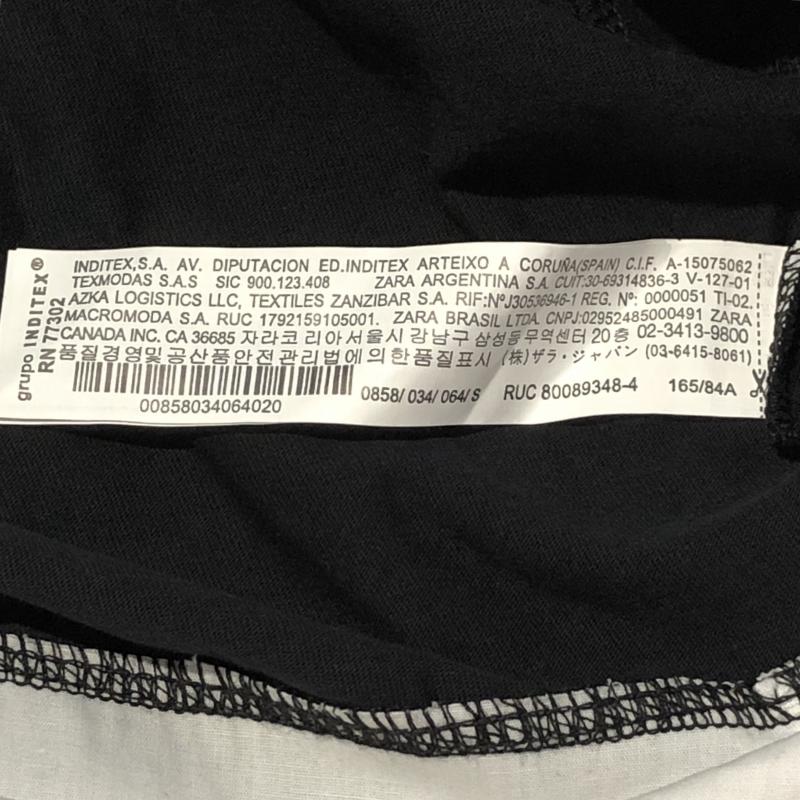 grupo INDITEX®
RN 77302
INDITEX,S.A. AV. DIPUTACION ED.INDITEX ARTEIXO A CORUÑA(SPAIN) C.I.F. A-15075062
TEXMODAS S.A.S SIC 900.123.408 ZARA ARGENTINA S.A. CUIT:30-69314836-3 V-127-01
AZKA LOGISTICS LLC, TEXTILES ZANZIBAR S.A. RIF:NºJ30536946-1 REG. Nº: 0000051 TI-02.
MACROMODA S.A. RUC 1792159105001. ZARA BRASIL LTDA. CNPJ:02952485000491 ZARA
CANADA INC. CA 36685 자라코리아서울시 강남구 삼성동무역센터 20층 02-3413-9800
품질경영및공산품안전관리법에의한품질표시 (株)ザラ・ジャパン (03-6415-8061)
0858/ 034/ 064/ S RUC 80089348-4 165/84A
00858034064020